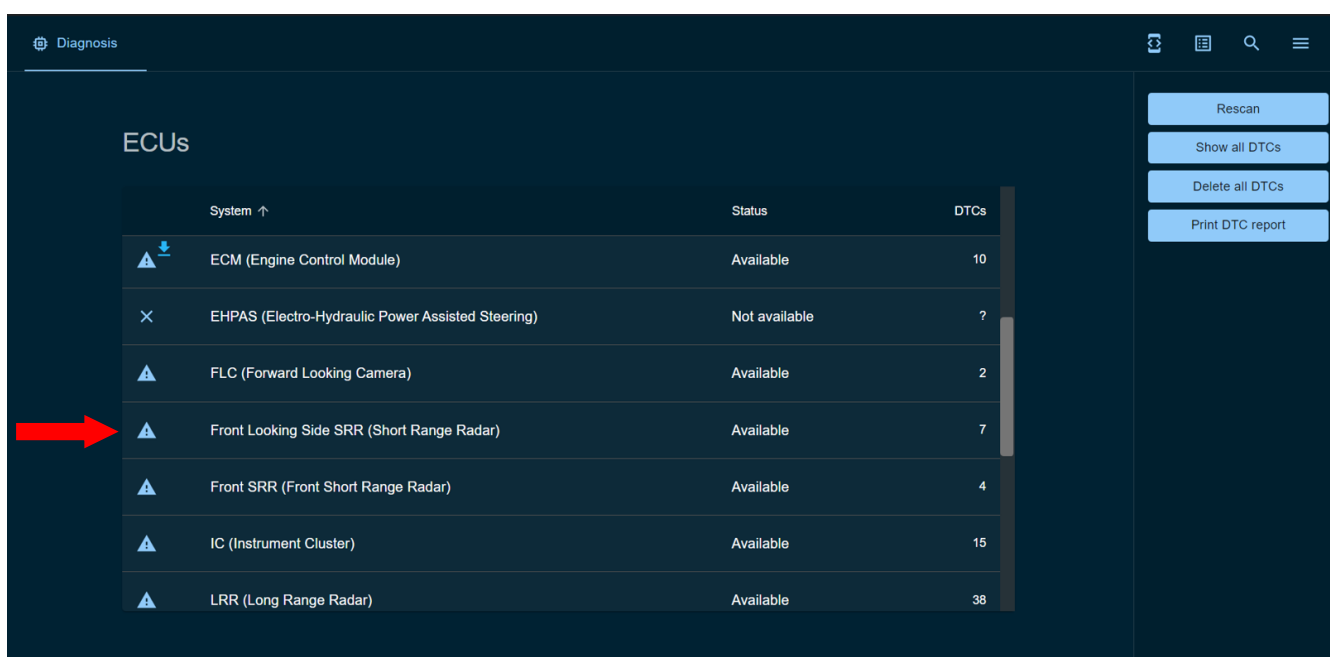 Diagnosis
Rescan
ECUs
Show all DTCs
Delete all DTCs
System Status DTCs
Print DTC report
ECM (Engine Control Module) Available 10
EHPAS (Electro-Hydraulic Power Assisted Steering) Not available ?
FLC (Forward Looking Camera) Available 2
Front Looking Side SRR (Short Range Radar) Available 7
Front SRR (Front Short Range Radar) Available 4
IC (Instrument Cluster) Available 15
LRR (Long Range Radar) Available 38